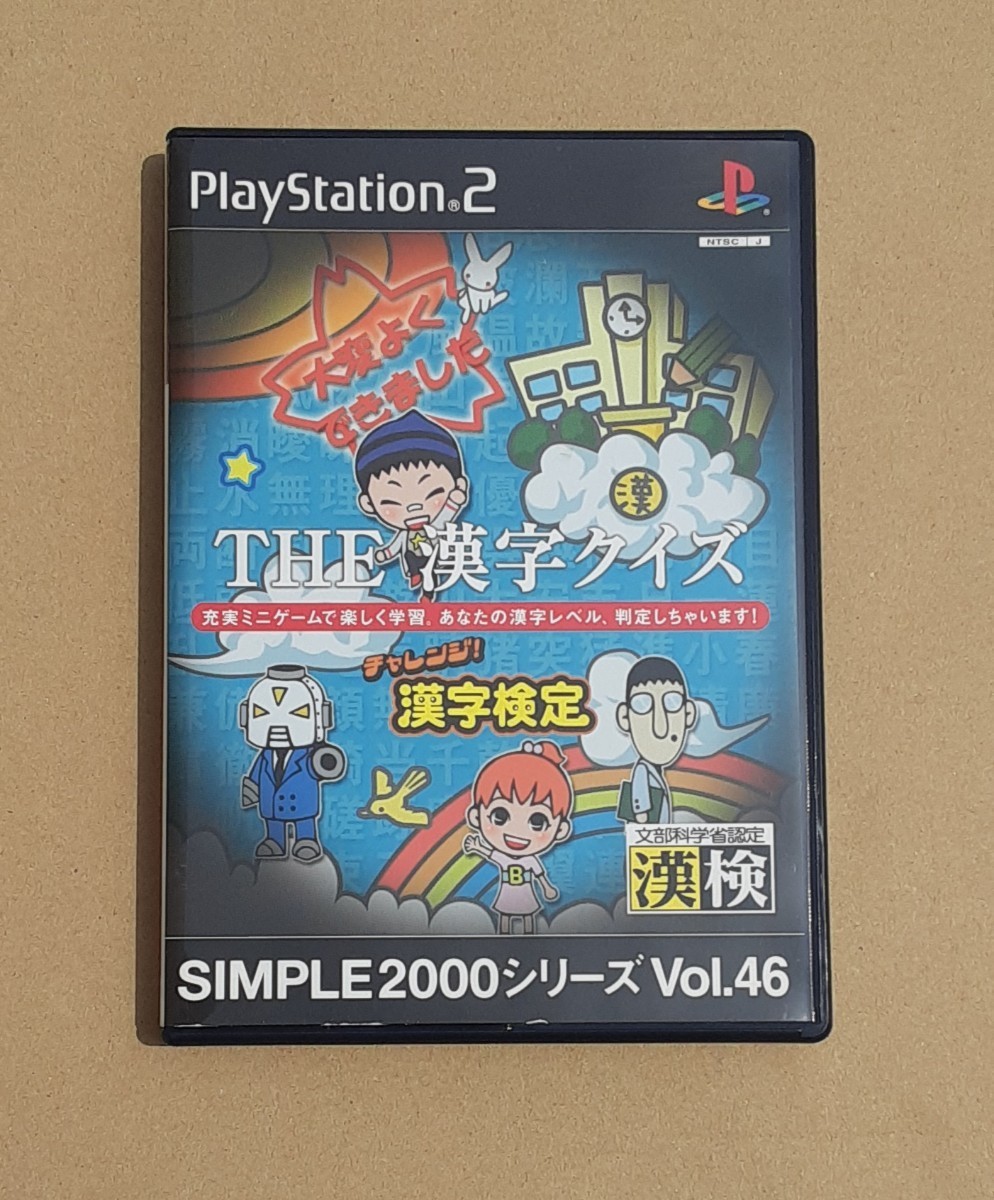 PlayStation®2
NTSC J
大変よく
できました
漢
THE 漢字クイズ
充実ミニゲームで楽しく学習。あなたの漢字レベル、判定しちゃいます!
チャレンジ!
漢字検定
B
文部科学省認定
漢検
SIMPLE2000シリーズ Vol.46